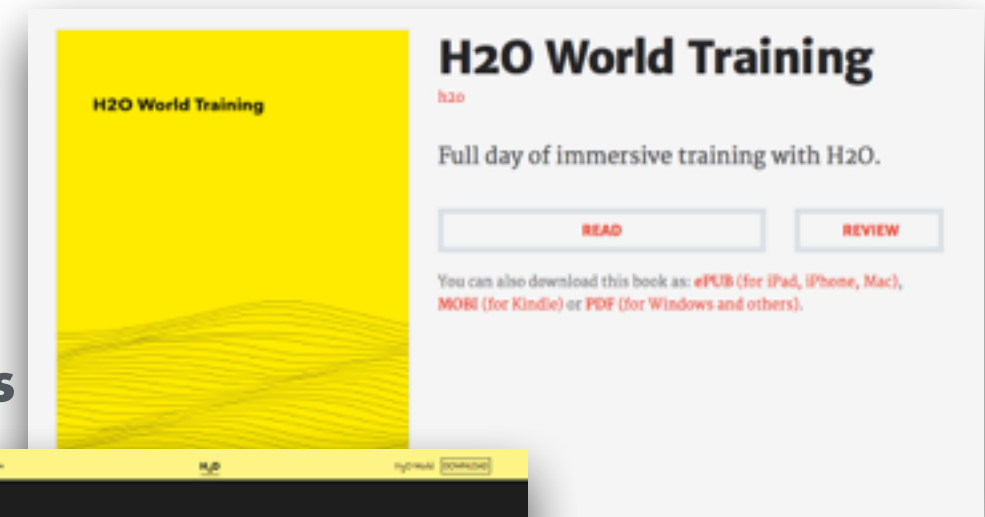 H2O World Training
h2o
H2O World Training
Full day of immersive training with H2O.
READ
REVIEW
You can also download this book as: ePUB (for iPad, iPhone, Mac),
MOBI (for Kindle) or PDF (for Windows and others).
s
H2O
H2O World DOWNLOAD